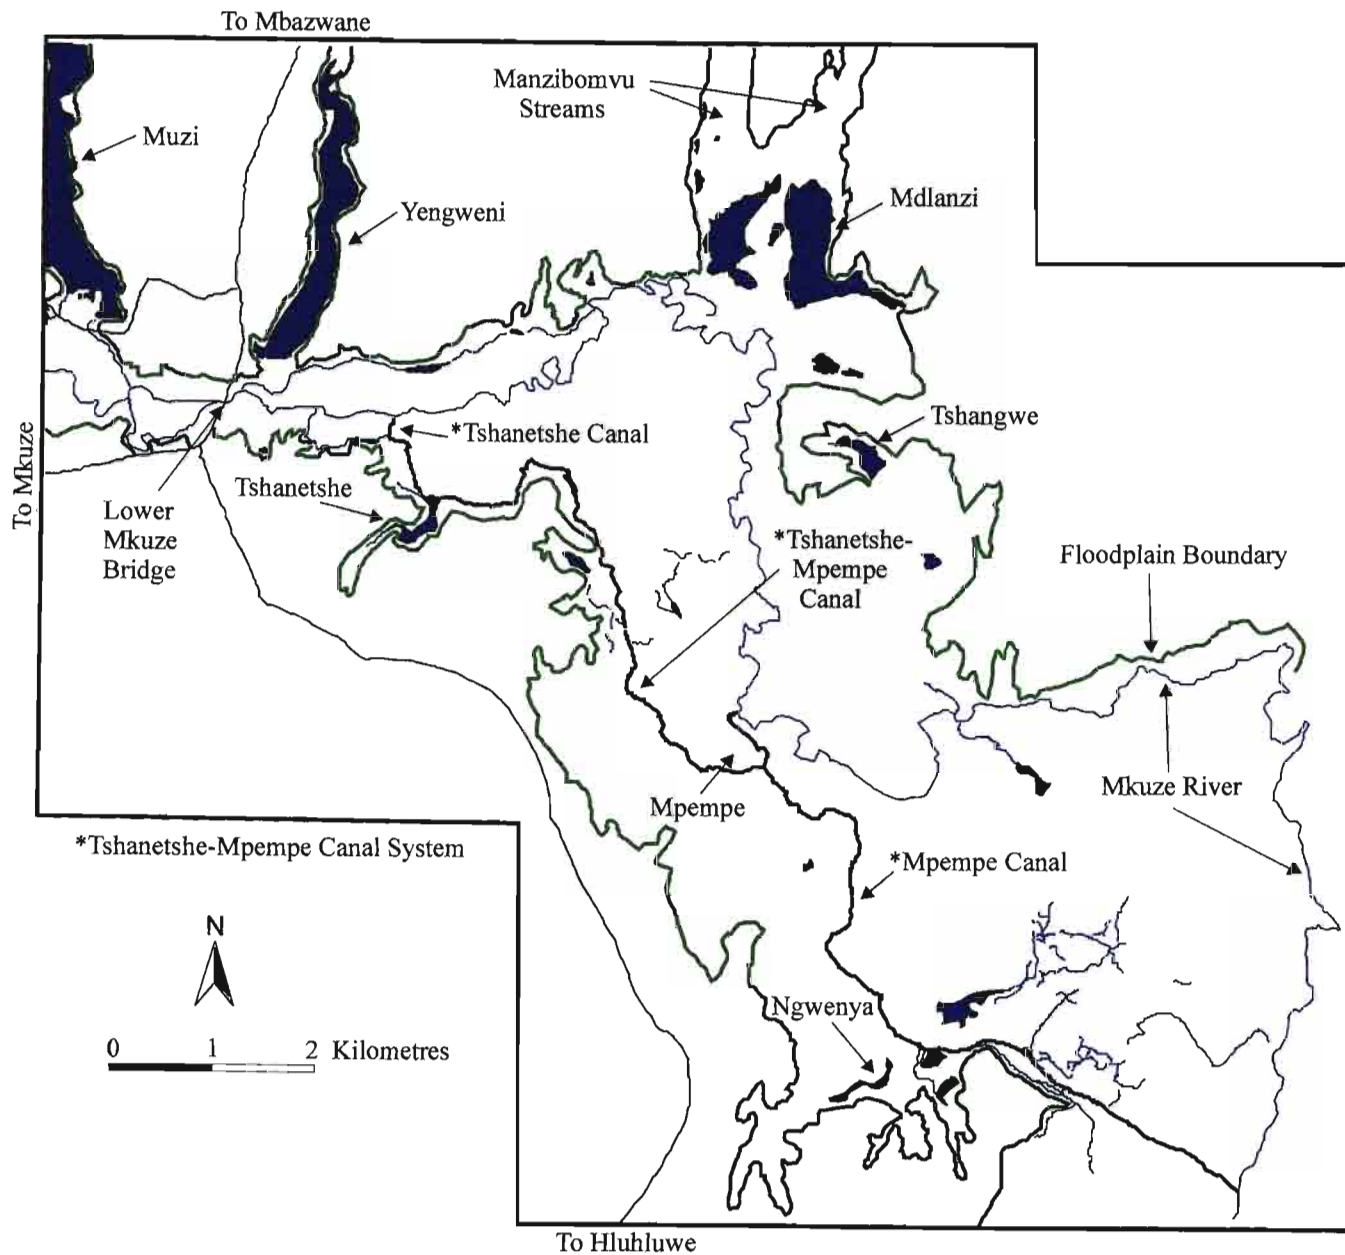 To Mbazwane
Manzibomvu
Streams
Muzi
Yengweni
Mdlanzi
Tshangwe
*Tshanetshe Canal
To Mkuze
Tshanetshe
Lower
Mkuze
Bridge
*Tshanetshe-
Mpempe
Canal
Floodplain Boundary
Mpempe
Mkuze River
*Tshanetshe-Mpempe Canal System
*Mpempe Canal
N
Ngwenya
0 1 2 Kilometres
To Hluhluwe